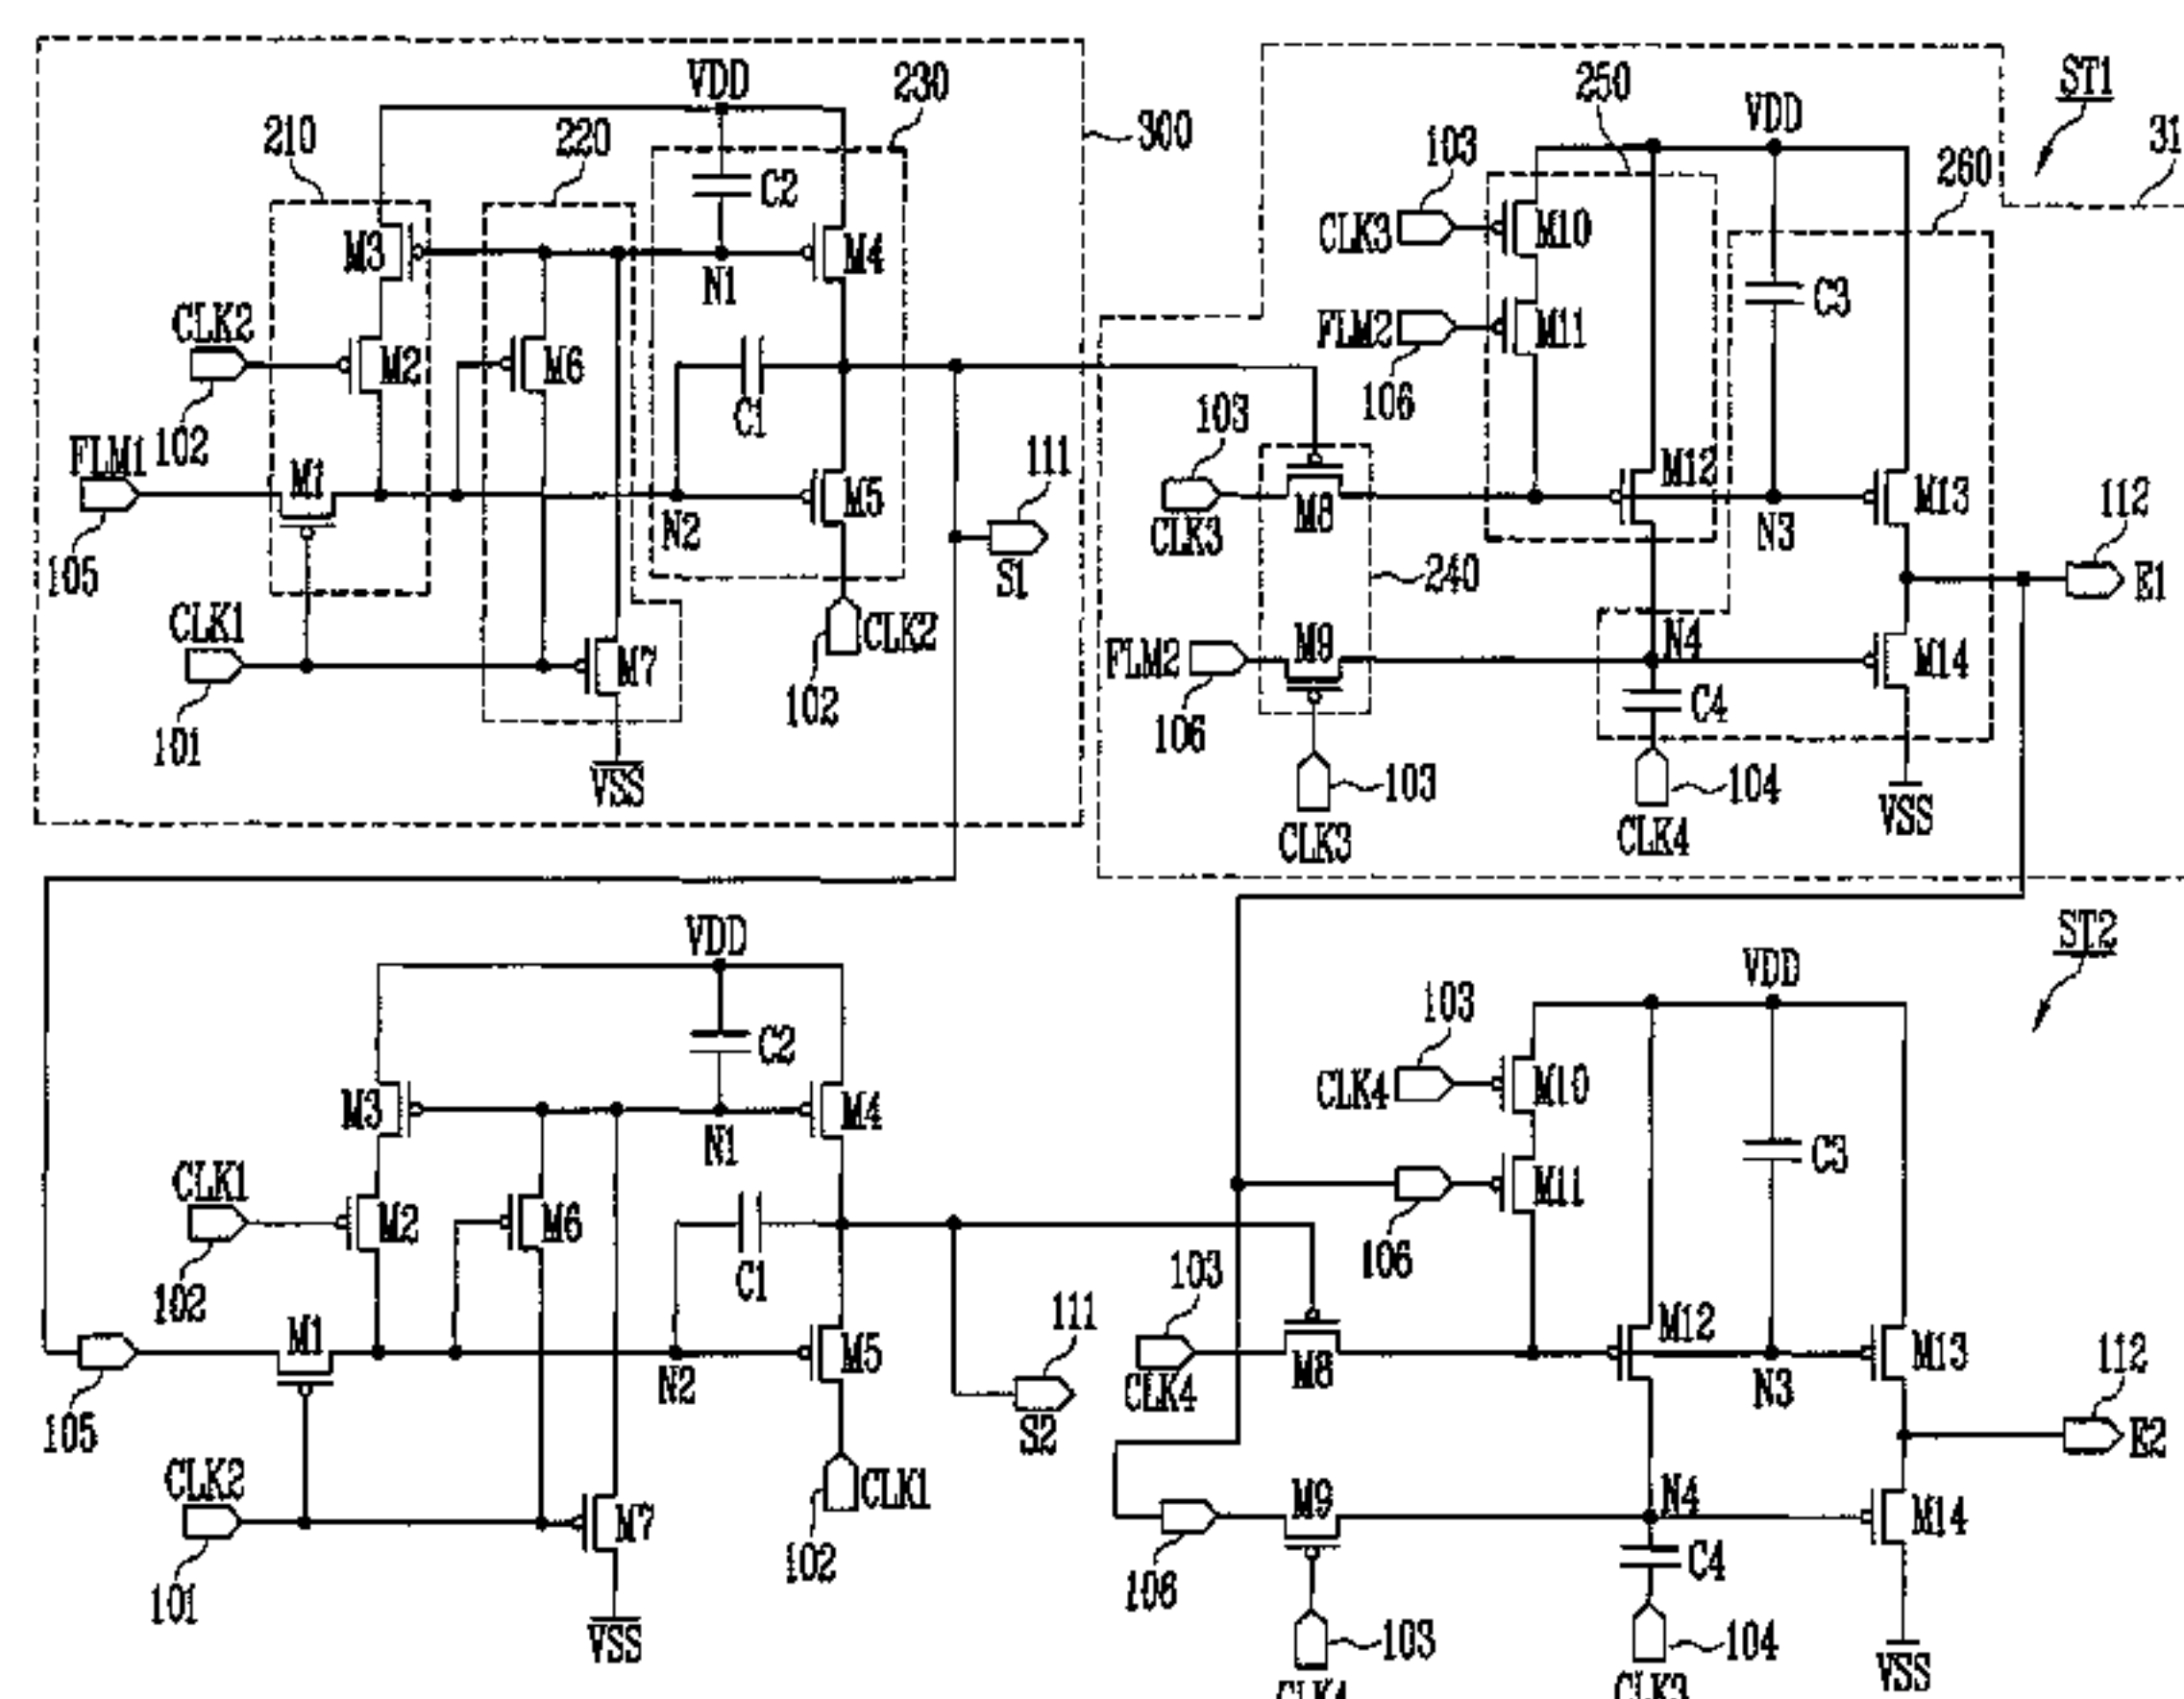 ST1
31
300
VDD
230
210
220
C2
M3
N1
M4
CLK2
102
M2
M6
C1
FLM1
105
M1
N2
M5
111
S1
CLK1
101
M7
CLK2
102
VSS
250
VDD
260
103
CLK3
M10
FLM2
106
M11
C3
103
CLK3
M8
M12
N3
M13
112
E1
240
FLM2
106
M9
N4
M14
C4
103
CLK3
104
CLK4
VSS
ST2
VDD
C2
M3
N1
M4
CLK1
102
M2
M6
C1
105
M1
N2
M5
111
S2
CLK2
101
M7
102
CLK1
VSS
VDD
103
CLK4
M10
106
M11
C3
103
CLK4
M8
M12
N3
M13
112
E2
106
M9
N4
M14
C4
103
CLK4
104
CLK3
VSS